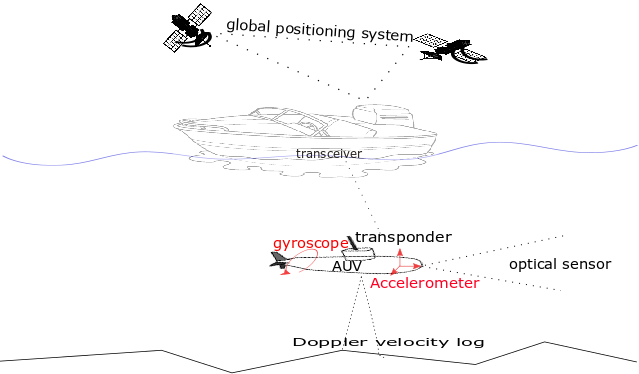 global positioning system
transceiver
gyroscope
transponder
AUV
optical sensor
Accelerometer
Doppler velocity log